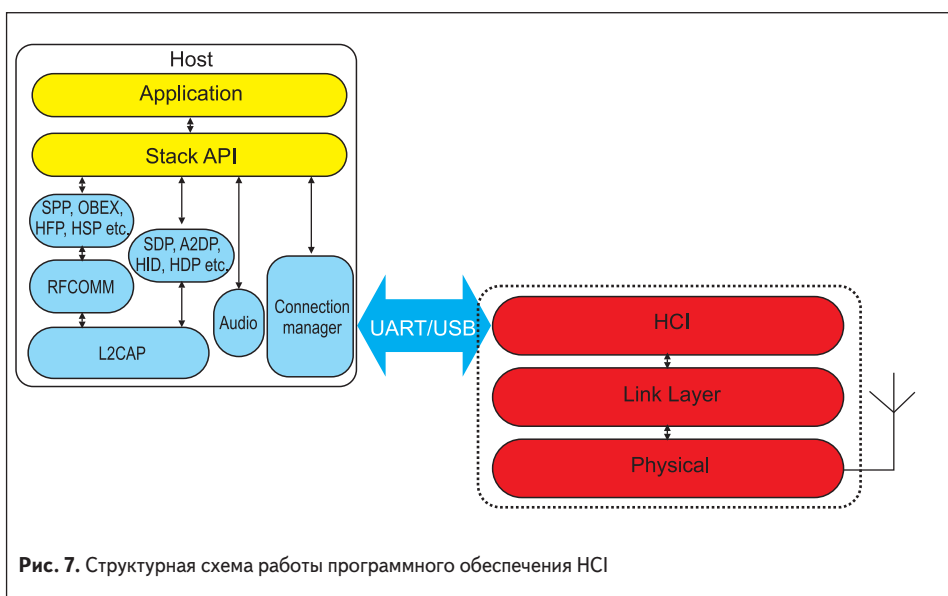 Host
Application
Stack API
SPP, OBEX,
HFP, HSP etc.
SDP, A2DP,
HID, HDP etc.
RFCOMM
Audio
Connection
manager
L2CAP
UART/USB
HCI
Link Layer
Physical
Рис. 7. Структурная схема работы программного обеспечения HCI